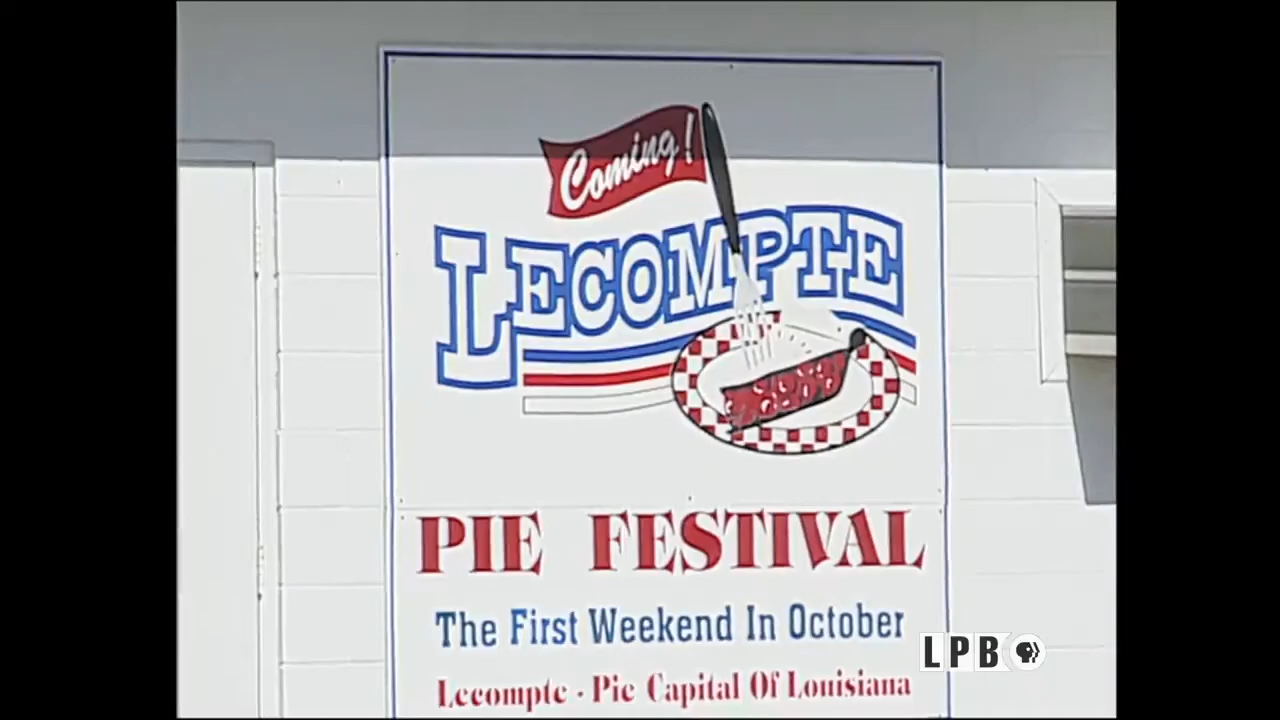 Coming!
LECOMPTE
PIE FESTIVAL
The First Weekend In October
Lecompte - Pie Capital Of Louisiana
LPB